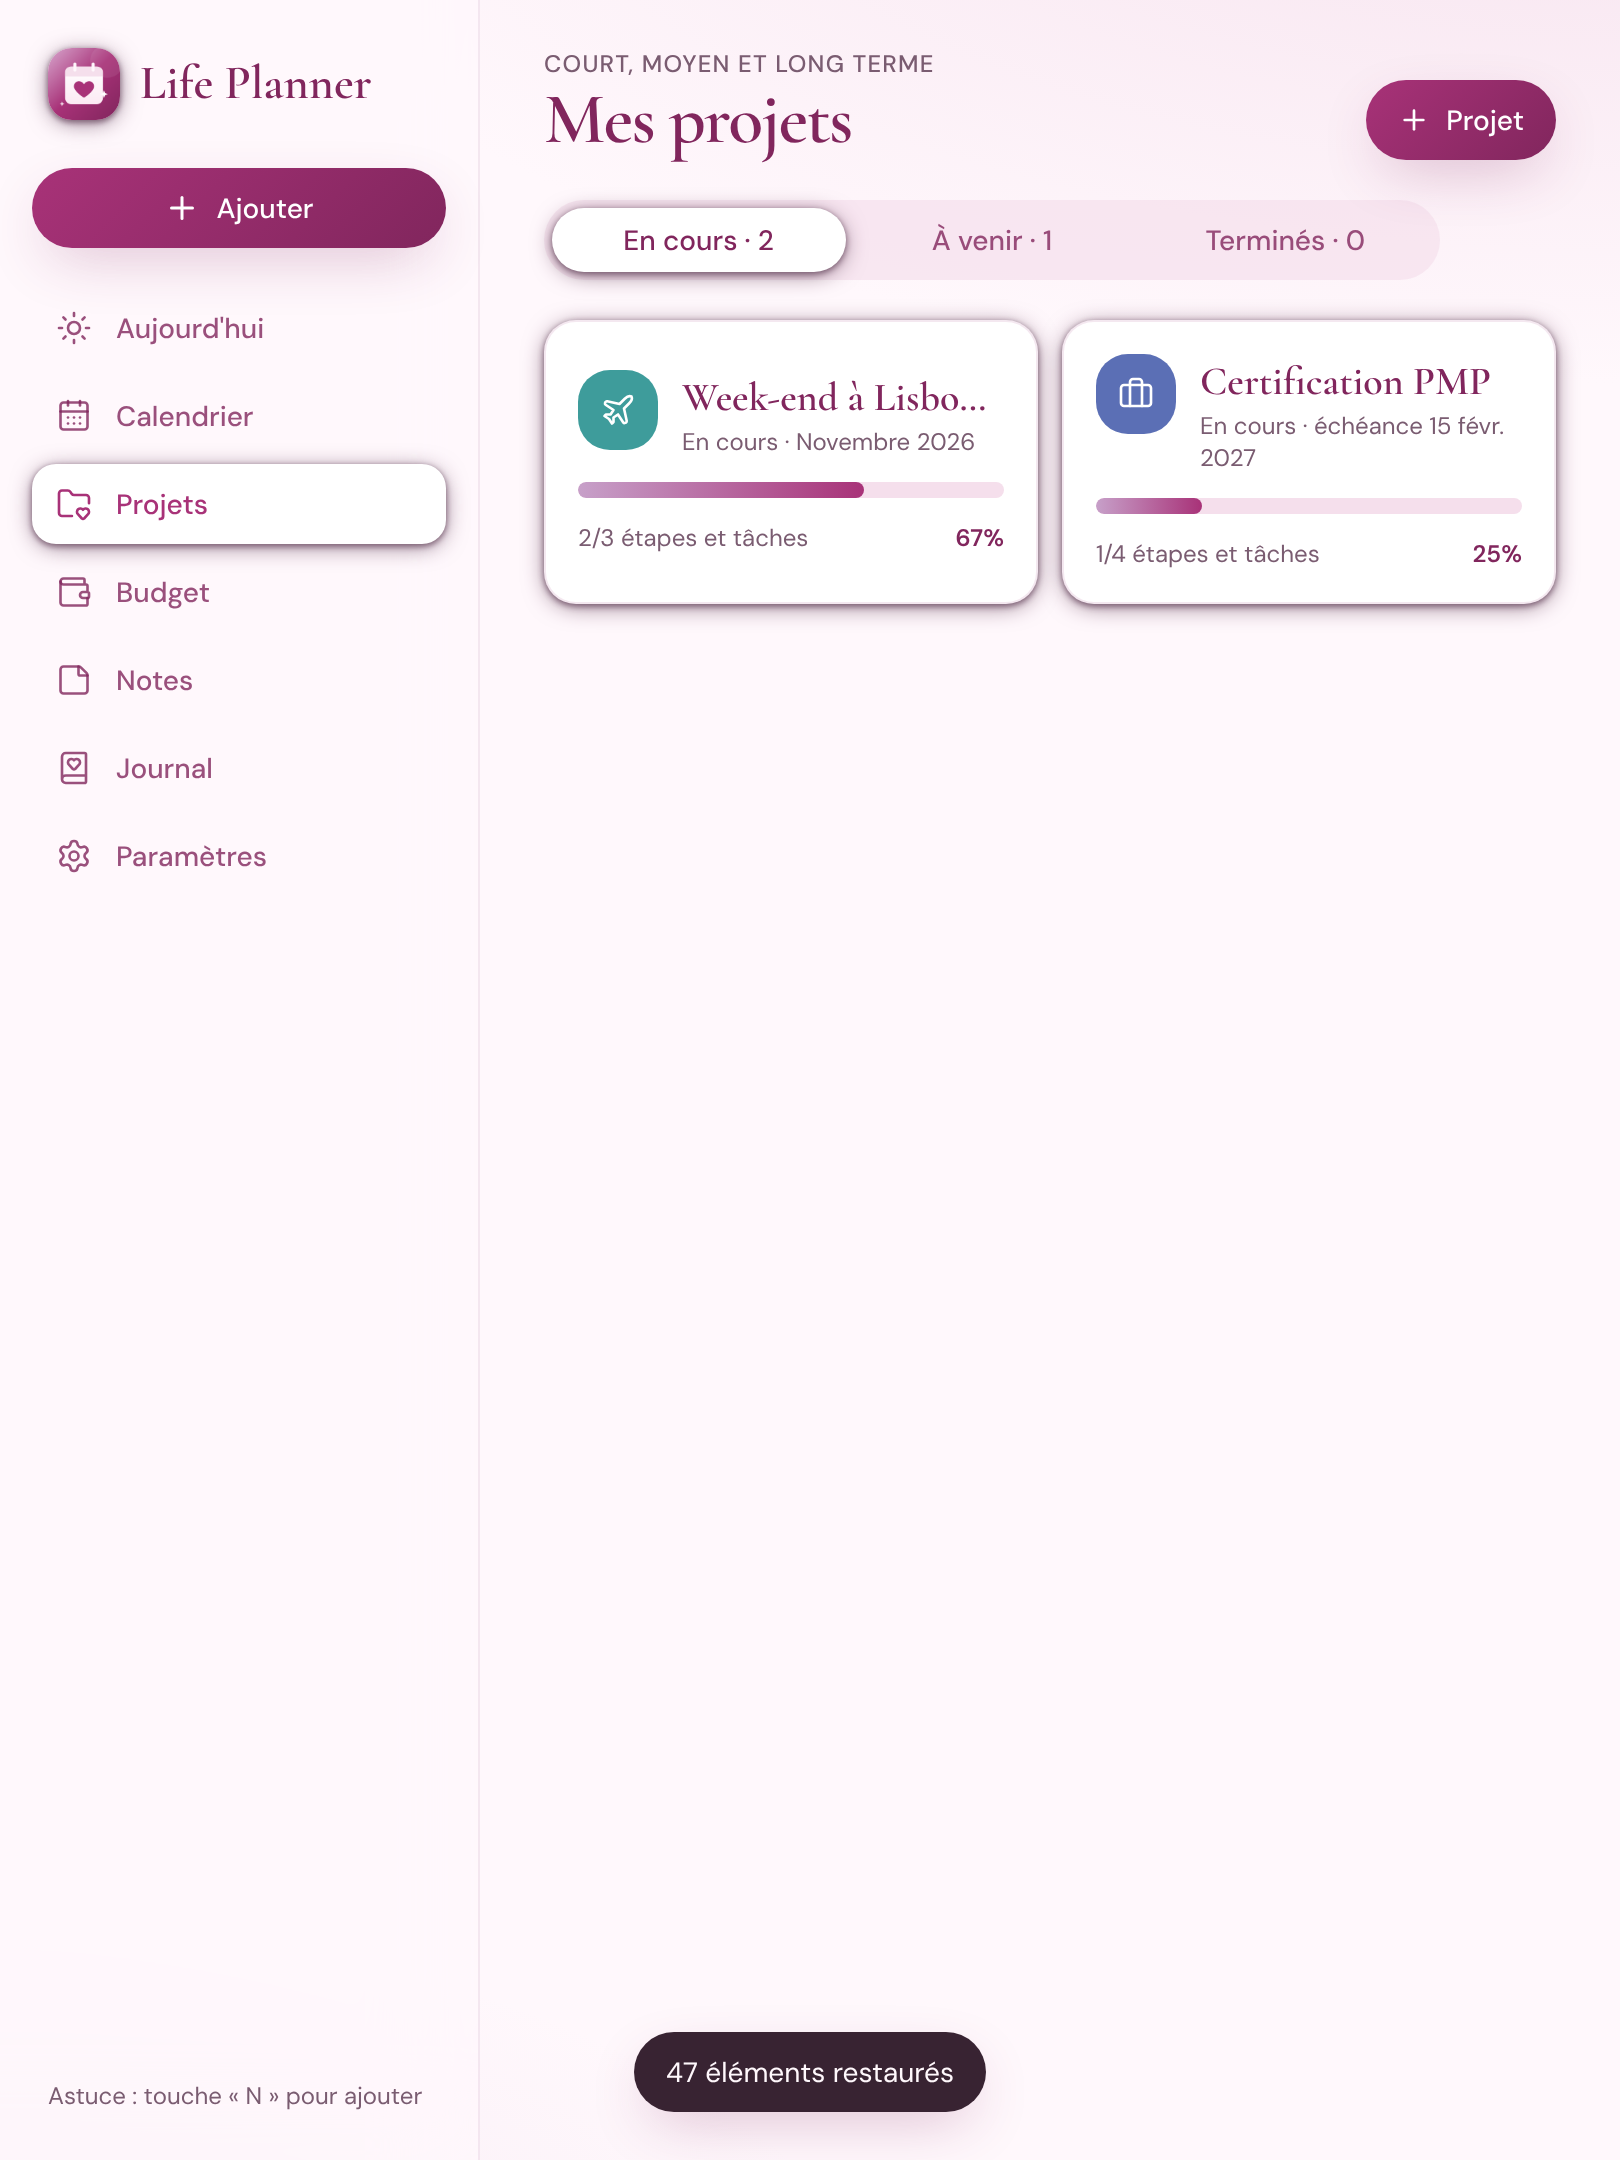 Life Planner
Ajouter
Aujourd'hui
Calendrier
Projets
Budget
Notes
Journal
Paramètres
Astuce : touche « N » pour ajouter
COURT, MOYEN ET LONG TERME
Mes projets
Projet
En cours · 2
À venir · 1
Terminés · 0
Week-end à Lisbo...
En cours · Novembre 2026
2/3 étapes et tâches
67%
Certification PMP
En cours · échéance 15 févr.
2027
1/4 étapes et tâches
25%
47 éléments restaurés